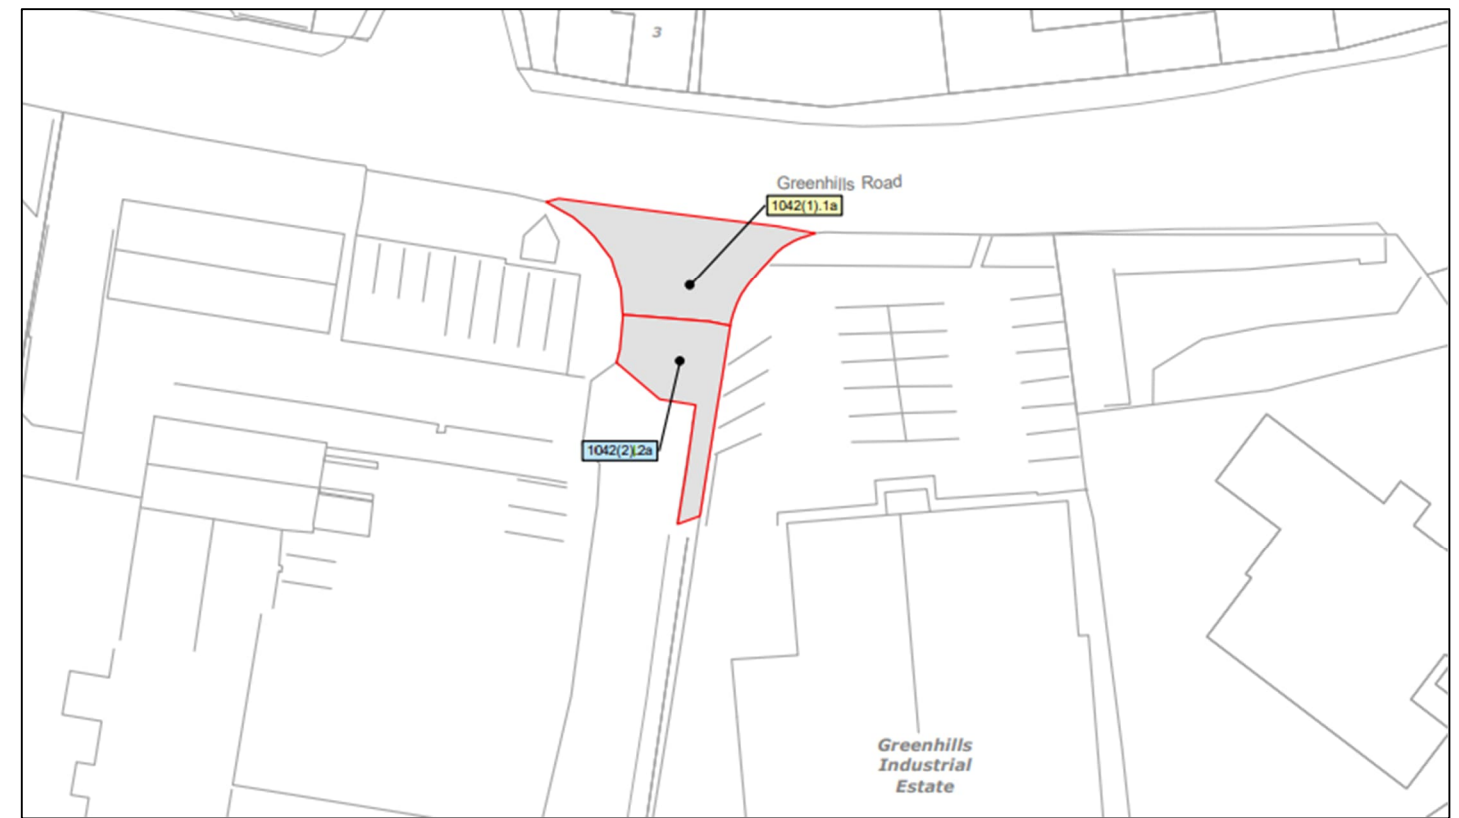 3
Greenhills Road
1042(1).1a
1042(2).2a
Greenhills
Industrial
Estate